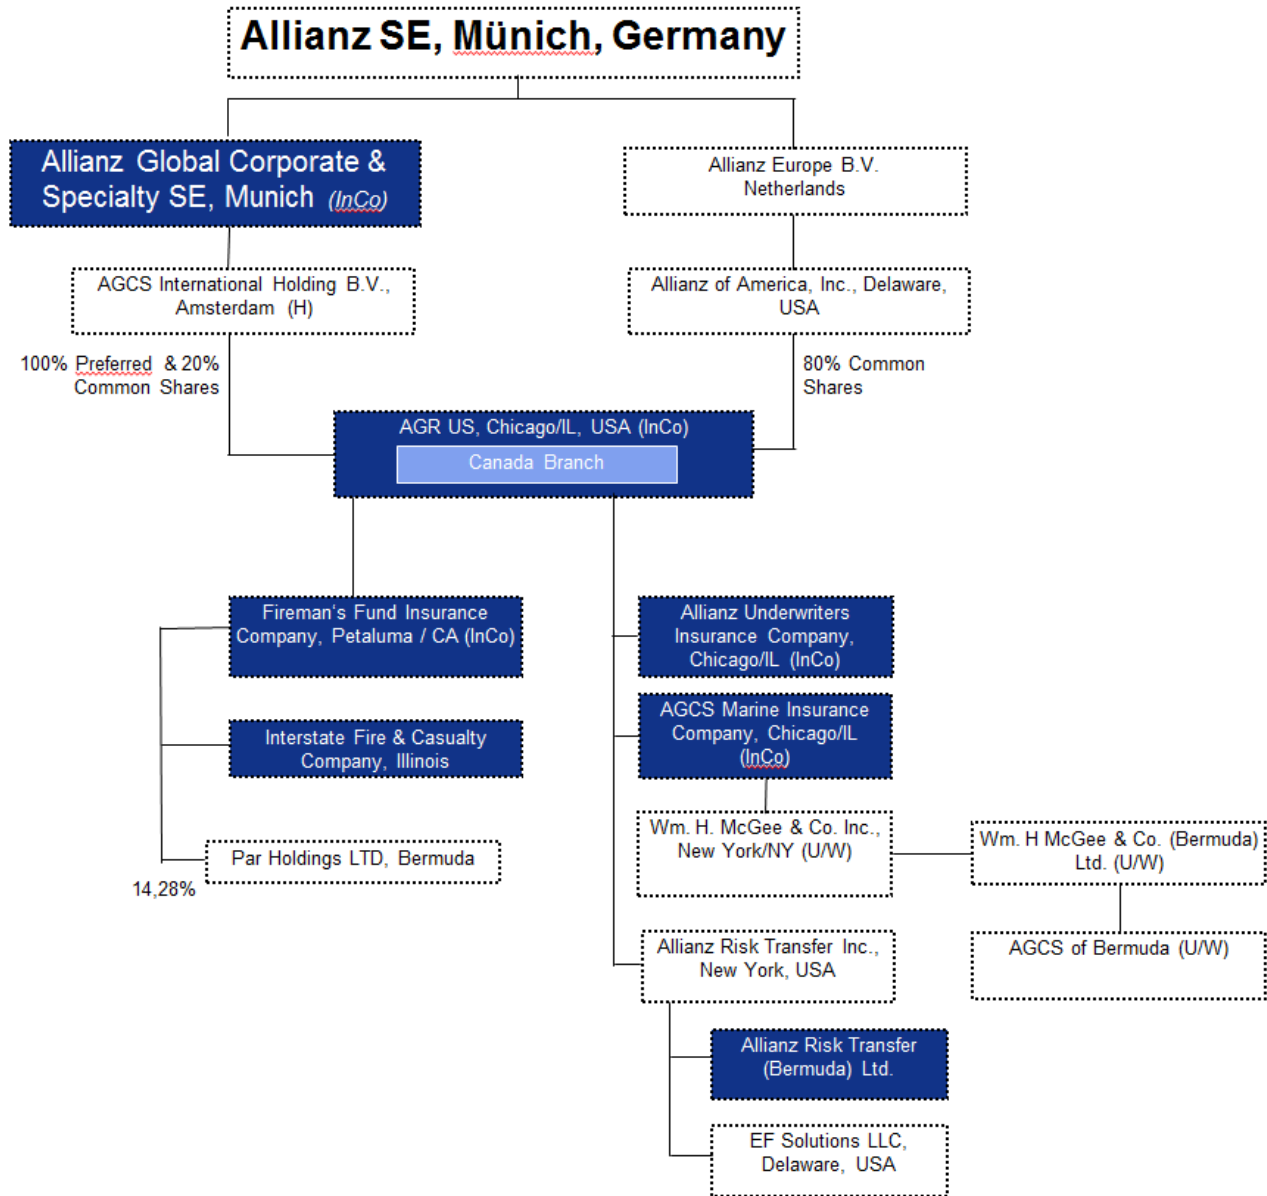 Allianz SE, Münich, Germany
Allianz Global Corporate &
Specialty SE, Munich (InCo)
Allianz Europe B.V.
Netherlands
AGCS International Holding B.V.,
Amsterdam (H)
Allianz of America, Inc., Delaware,
USA
100% Preferred & 20%
Common Shares
80% Common
Shares
AGR US, Chicago/IL, USA (InCo)
Canada Branch
Fireman's Fund Insurance
Company, Petaluma / CA (InCo)
Interstate Fire & Casualty
Company, Illinois
Par Holdings LTD, Bermuda
14,28%
Allianz Underwriters
Insurance Company,
Chicago/IL (InCo)
AGCS Marine Insurance
Company, Chicago/IL
(InCo)
Wm. H. McGee & Co. Inc.,
New York/NY (U/W)
Wm. H McGee & Co. (Bermuda)
Ltd. (U/W)
AGCS of Bermuda (U/W)
Allianz Risk Transfer Inc.,
New York, USA
Allianz Risk Transfer
(Bermuda) Ltd.
EF Solutions LLC,
Delaware, USA